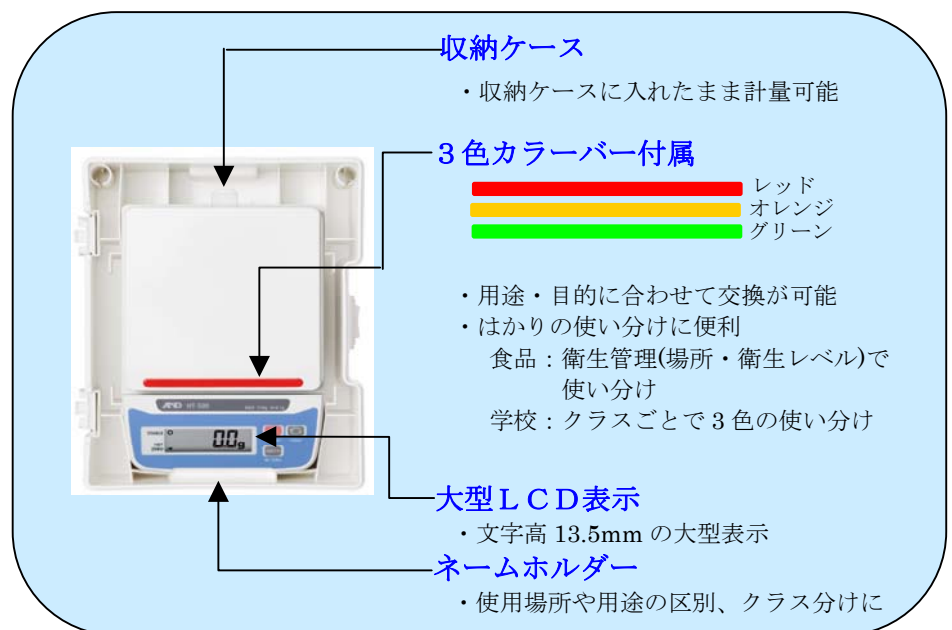 収納ケース
・収納ケースに入れたまま計量可能
３色カラーバー付属
レッド
オレンジ
グリーン
・用途・目的に合わせて交換が可能
・はかりの使い分けに便利
食品：衛生管理(場所・衛生レベル)で
使い分け
学校：クラスごとで 3 色の使い分け
AND HT-500
0.0g
大型ＬＣＤ表示
・文字高 13.5mm の大型表示
ネームホルダー
・使用場所や用途の区別、クラス分けに